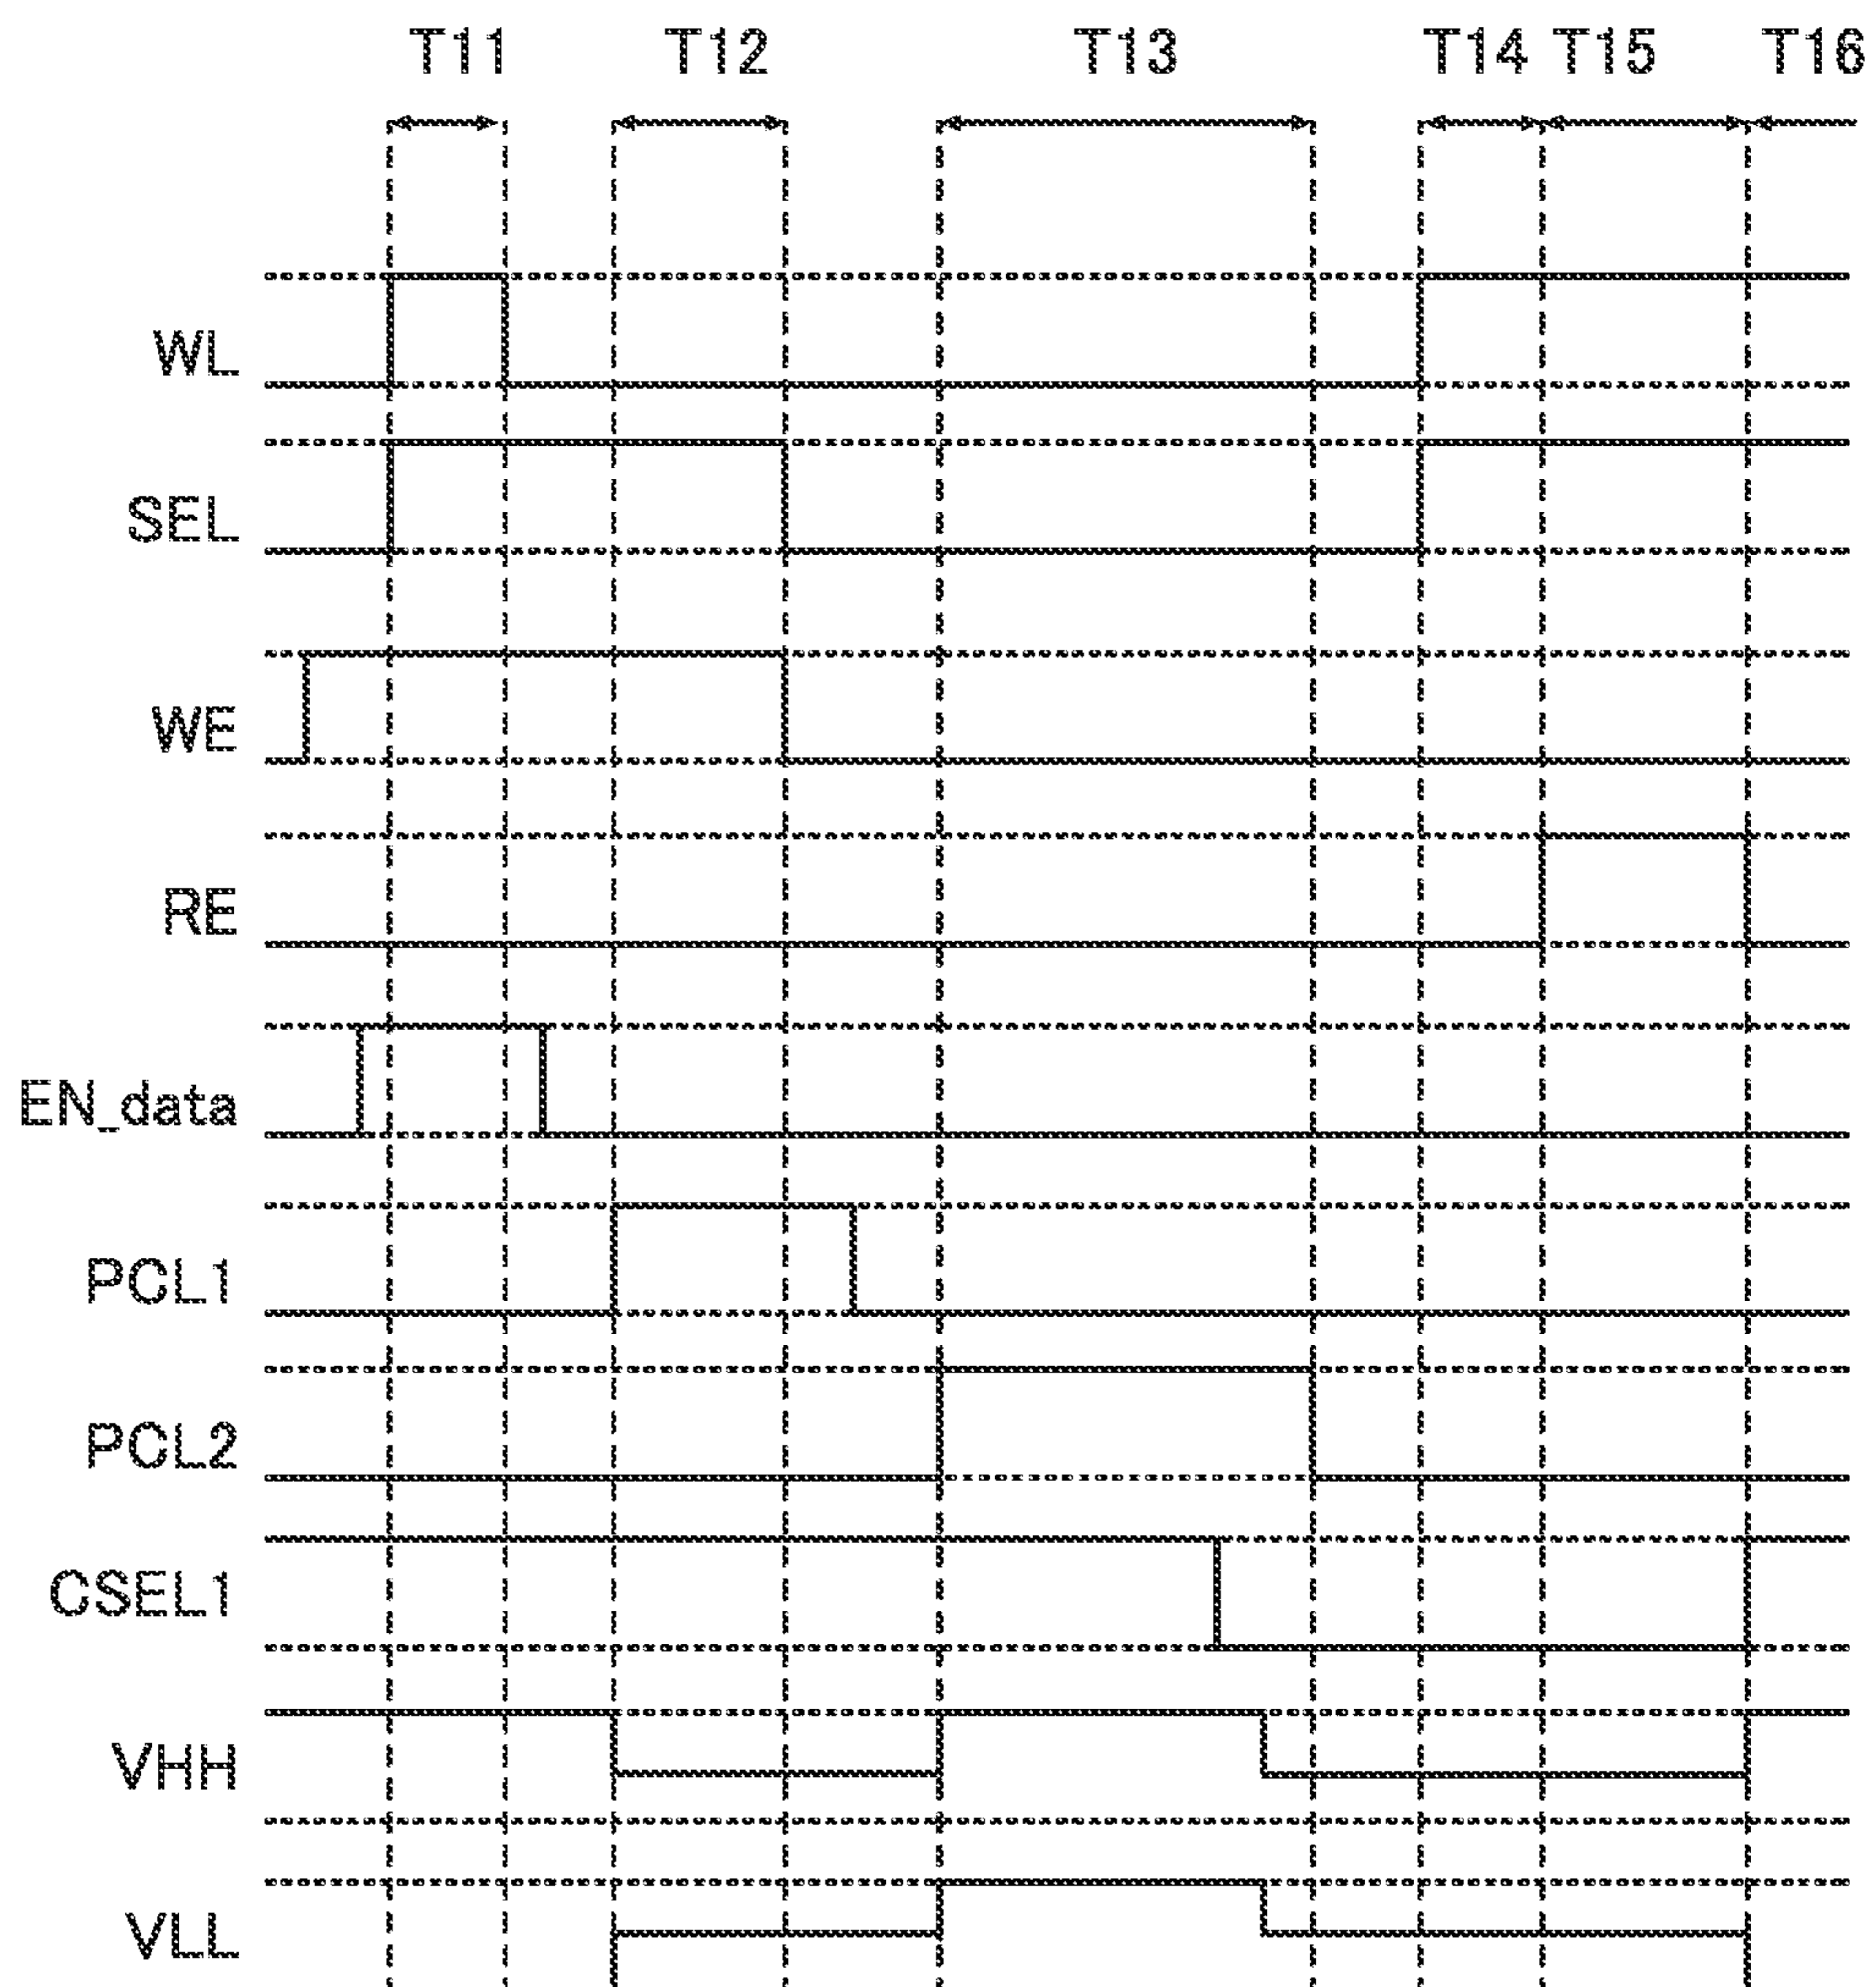 T11 T12 T13 T14 T15 T16
WL
SEL
WE
RE
EN_data
PCL1
PCL2
CSEL1
VHH
VLL